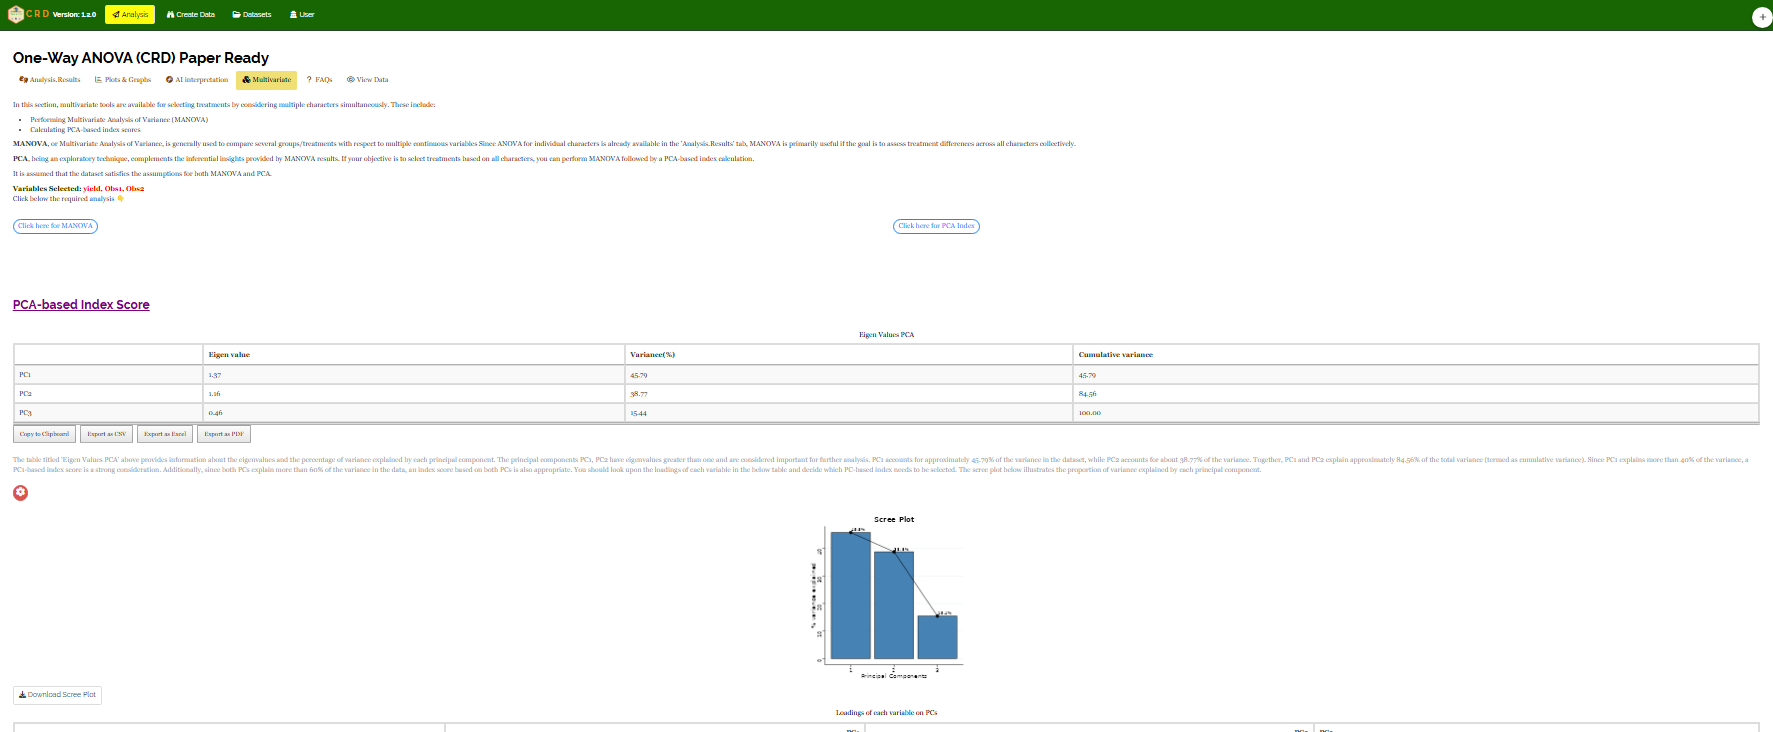 CRD Version: 1.2.0 Analysis Create Data Datasets User
One-Way ANOVA (CRD) Paper Ready
Analysis.Results Plots & Graphs AI interpretation Multivariate ? FAQs View Data
In this section, multivariate tools are available for selecting treatments by considering multiple characters simultaneously. These include:
• Performing Multivariate Analysis of Variance (MANOVA)
• Calculating PCA-based index scores
MANOVA, or Multivariate Analysis of Variance, is generally used to compare several groups/treatments with respect to multiple continuous variables Since ANOVA for individual characters is already available in the 'Analysis.Results' tab, MANOVA is primarily useful if the goal is to assess treatment differences across all characters collectively.
PCA, being an exploratory technique, complements the inferential insights provided by MANOVA results. If your objective is to select treatments based on all characters, you can perform MANOVA followed by a PCA-based index calculation.
It is assumed that the dataset satisfies the assumptions for both MANOVA and PCA.
Variables Selected: yield, Obs1, Obs2
Click below the required analysis 👇
Click here for MANOVA Click here for PCA Index
PCA-based Index Score
Eigen Values PCA
Eigen value Variance(%) Cumulative variance
PC1 1.37 45.79 45.79
PC2 1.16 38.77 84.56
PC3 0.46 15.44 100.00
Copy to Clipboard Export as CSV Export as Excel Export as PDF
The table titled 'Eigen Values PCA' above provides information about the eigenvalues and the percentage of variance explained by each principal component. The principal components PC1, PC2 have eigenvalues greater than one and are considered important for further analysis. PC1 accounts for approximately 45.79% of the variance in the dataset, while PC2 accounts for about 38.77% of the variance. Together, PC1 and PC2 explain approximately 84.56% of the total variance (termed as cumulative variance). Since PC1 explains more than 40% of the variance, a
PC1-based index score is a strong consideration. Additionally, since both PCs explain more than 60% of the variance in the data, an index score based on both PCs is also appropriate. You should look upon the loadings of each variable in the below table and decide which PC-based index needs to be selected. The scree plot below illustrates the proportion of variance explained by each principal component.
Scree Plot
0 10
1 2 3
Principal Components
Download Scree Plot
Loadings of each variable on PCs